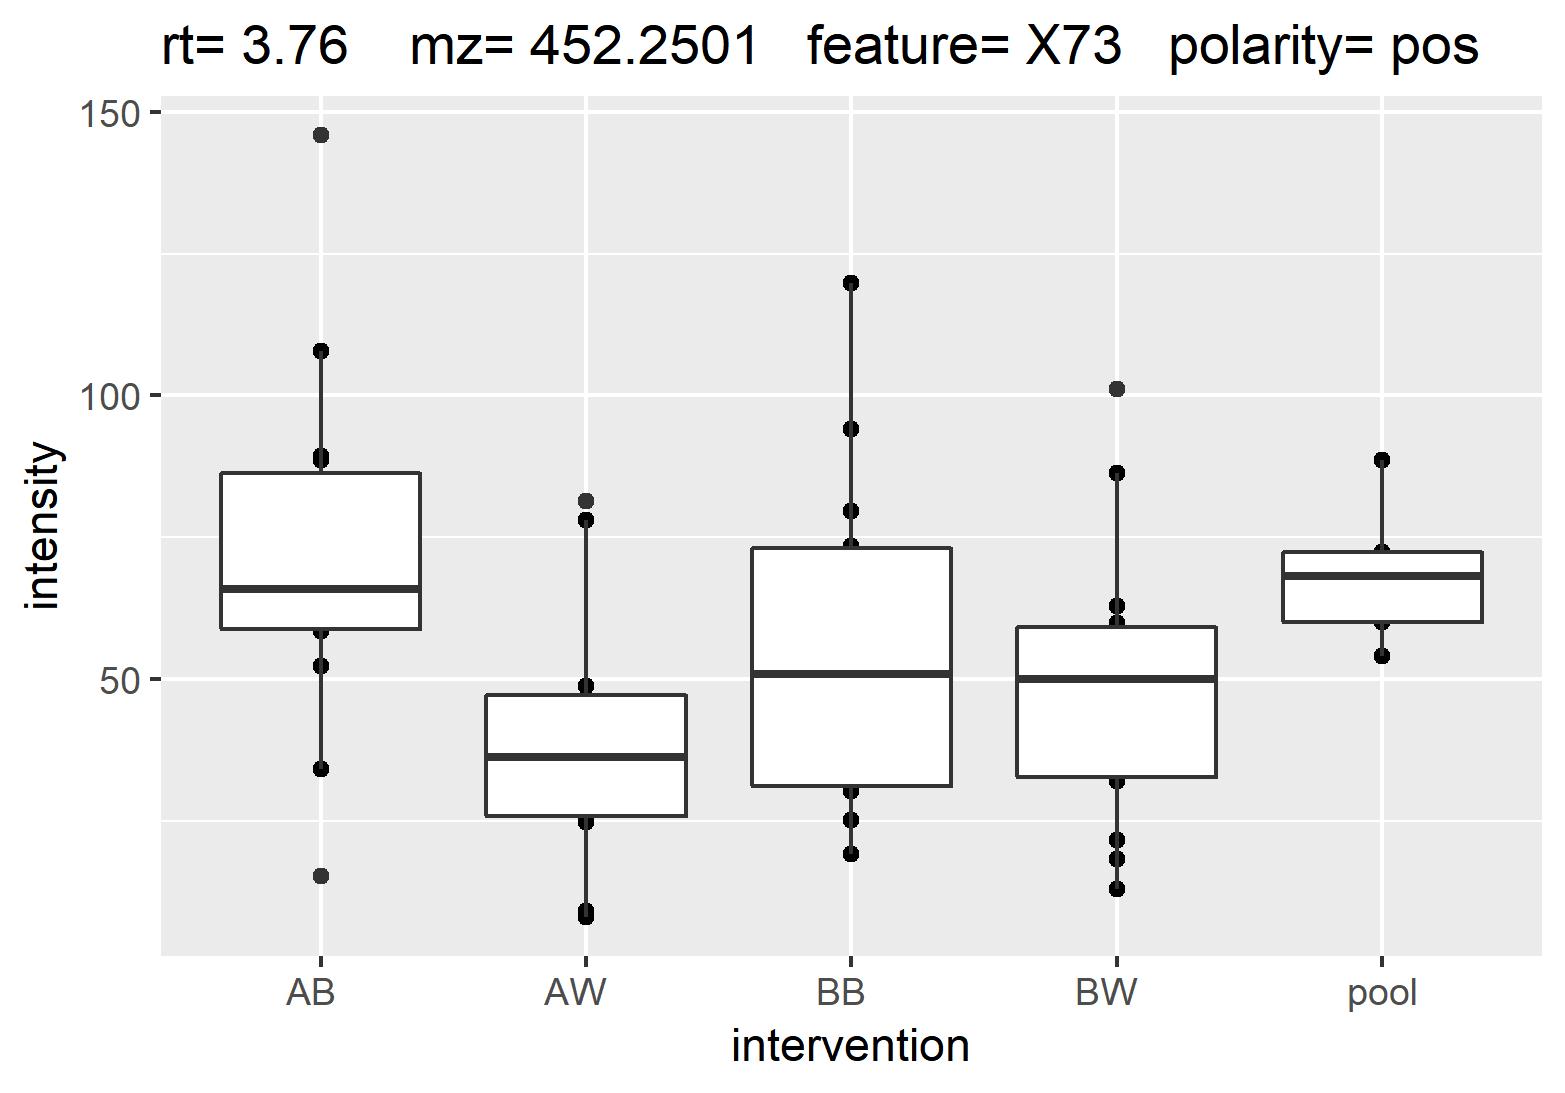 rt= 3.76 mz= 452.2501 feature= X73 polarity= pos
150
100
50
intensity
AB AW BB BW pool
intervention